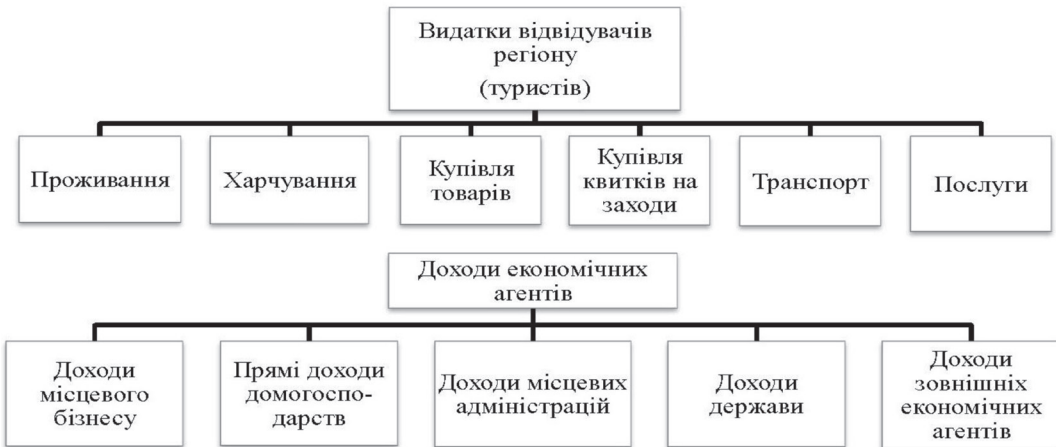 Видатки відвідувачів
регіону
(туристів)
Проживання
Харчування
Купівля
товарів
Купівля
квитків на
заходи
Транспорт
Послуги
Доходи економічних
агентів
Доходи
місцевого
бізнесу
Прямі доходи
домогоспо-
дарств
Доходи місцевих
адміністрацій
Доходи
держави
Доходи
зовнішніх
економічних
агентів